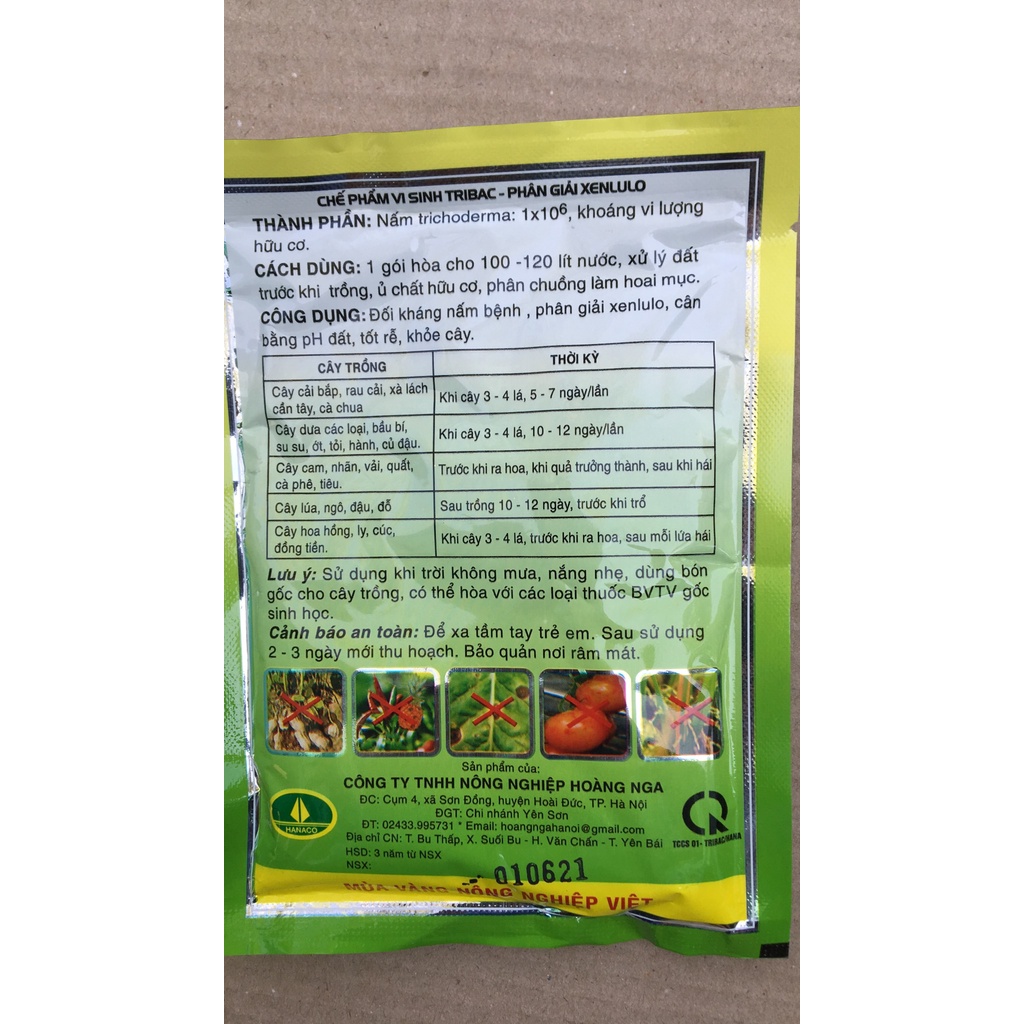 CHẾ PHẨM VI SINH TRIBAC - PHÂN GIẢI XENLULO
THÀNH PHẦN: Nấm trichoderma: 1x10⁶, khoáng vi lượng
hữu cơ.
CÁCH DÙNG: 1 gói hòa cho 100 -120 lít nước, xử lý đất
trước khi trồng, ủ chất hữu cơ, phân chuồng làm hoai mục.
CÔNG DỤNG: Đối kháng nấm bệnh , phân giải xenlulo, cân
bằng pH đất, tốt rễ, khỏe cây.
CÂY TRỒNG THỜI KỲ
Cây cải bắp, rau cải, xà lách
cần tây, cà chua
Khi cây 3 - 4 lá, 5 - 7 ngày/lần
Cây dưa các loại, bầu bí,
su su, ớt, tỏi, hành, củ đậu.
Khi cây 3 - 4 lá, 10 - 12 ngày/lần
Cây cam, nhãn, vải, quất,
cà phê, tiêu.
Trước khi ra hoa, khi quả trưởng thành, sau khi hái
Cây lúa, ngô, đậu, đỗ
Sau trồng 10 - 12 ngày, trước khi trổ
Cây hoa hồng, ly, cúc,
đồng tiền.
Khi cây 3 - 4 lá, trước khi ra hoa, sau mỗi lứa hái
Lưu ý: Sử dụng khi trời không mưa, nắng nhẹ, dùng bón
gốc cho cây trồng, có thể hòa với các loại thuốc BVTV gốc
sinh học.
Cảnh báo an toàn: Để xa tầm tay trẻ em. Sau sử dụng
2 - 3 ngày mới thu hoạch. Bảo quản nơi râm mát.
Sản phẩm của:
CÔNG TY TNHH NÔNG NGHIỆP HOÀNG NGA
ĐC: Cụm 4, xã Sơn Đồng, huyện Hoài Đức, TP. Hà Nội
ĐGT: Chi nhánh Yên Sơn
ĐT: 02433.995731 * Email: hoangngahanoi@gmail.com
Địa chỉ CN: T. Bu Thấp, X. Suối Bu - H. Văn Chấn - T. Yên Bái
HANACO
TCCS 01- TRIBAC/HANA
HSD: 3 năm từ NSX
NSX: 010621
MÙA VÀNG NÔNG NGHIỆP VIỆT